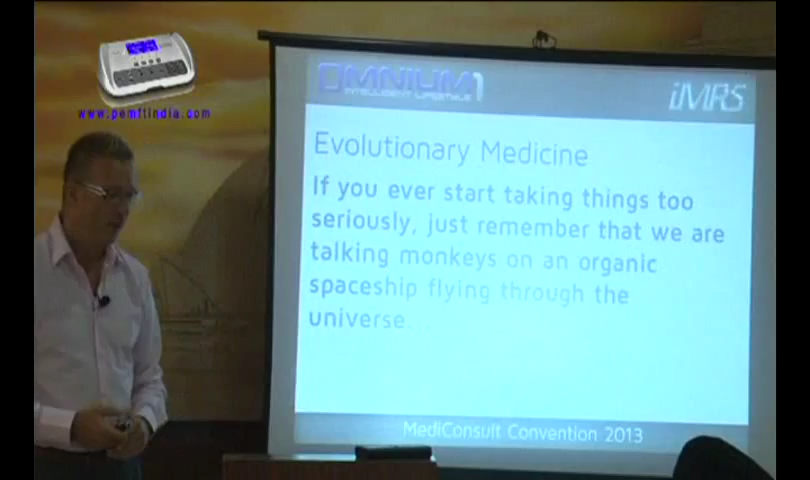 www.pemftindia.com
OMNIUM1
INTELLIGENT LIFESTYLE
iMRS
Evolutionary Medicine
If you ever start taking things too
seriously, just remember that we are
talking monkeys on an organic
spaceship flying through the
universe.
MediConsult Convention 2013